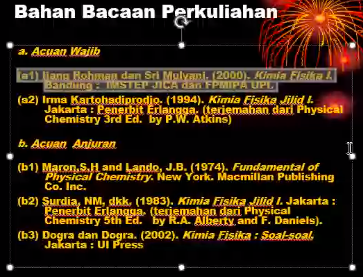 Bahan Bacaan Perkuliahan
a. Acuan Wajib
(a1) Iiang Rohman dan Sri Mulyani. (2000). Kimia Fisika I.
Bandung : IMSTEP JICA dan FPMIPA UPI.
(a2) Irma Kartohadiprodjo. (1994). Kimia Fisika Jilid I.
Jakarta : Penerbit Erlangga. (terjemahan dari Physical
Chemistry 3rd Ed. by P.W. Atkins)
b. Acuan Anjuran
(b1) Maron,S.H and Lando, J.B. (1974). Fundamental of
Physical Chemistry. New York. Macmillan Publishing
Co. Inc.
(b2) Surdia, NM, dkk. (1983). Kimia Fisika Jilid I. Jakarta :
Penerbit Erlangga. (terjemahan dari Physical
Chemistry 5th Ed. by R.A. Alberty and F. Daniels).
(b3) Dogra dan Dogra. (2002). Kimia Fisika : Soal-soal.
Jakarta : UI Press